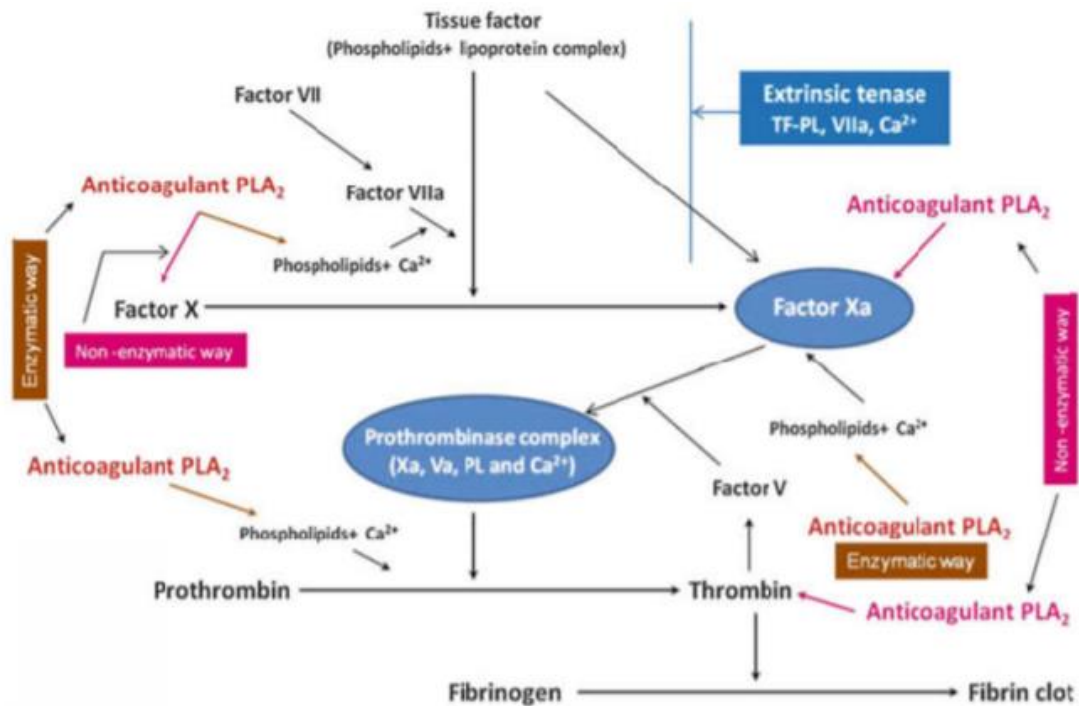 Tissue factor
(Phospholipids+ lipoprotein complex)
Extrinsic tenase
TF-PL, VIIa, Ca²⁺
Factor VII
Anticoagulant PLA₂
Factor VIIa
Anticoagulant PLA₂
Phospholipids+ Ca²⁺
Enzymatic way
Factor X
Factor Xa
Non -enzymatic way
Non -enzymatic way
Prothrombinase complex
(Xa, Va, PL and Ca²⁺)
Phospholipids+ Ca²⁺
Anticoagulant PLA₂
Factor V
Phospholipids+ Ca²⁺
Anticoagulant PLA₂
Enzymatic way
Prothrombin
Thrombin
Anticoagulant PLA₂
Fibrinogen
Fibrin clot